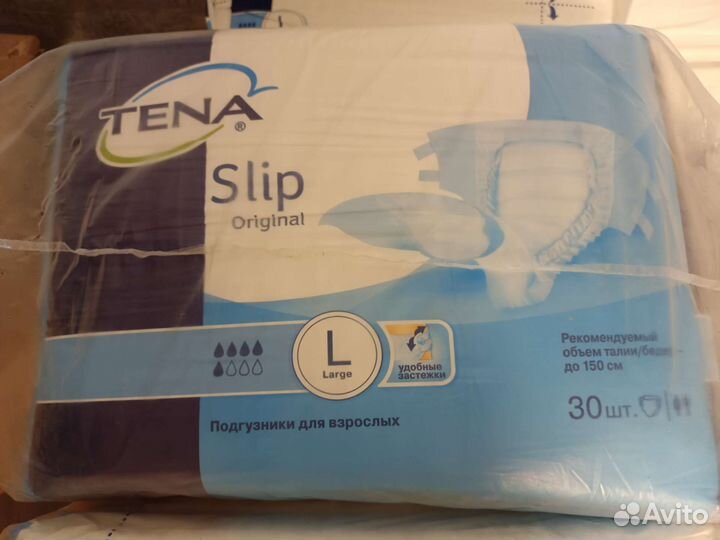 TENA
®
Slip
Original
L
Large
удобные
застежки
Рекомендуемый
объем талии/бедер
до 150 см
30шт.
Подгузники для взрослых
Avito